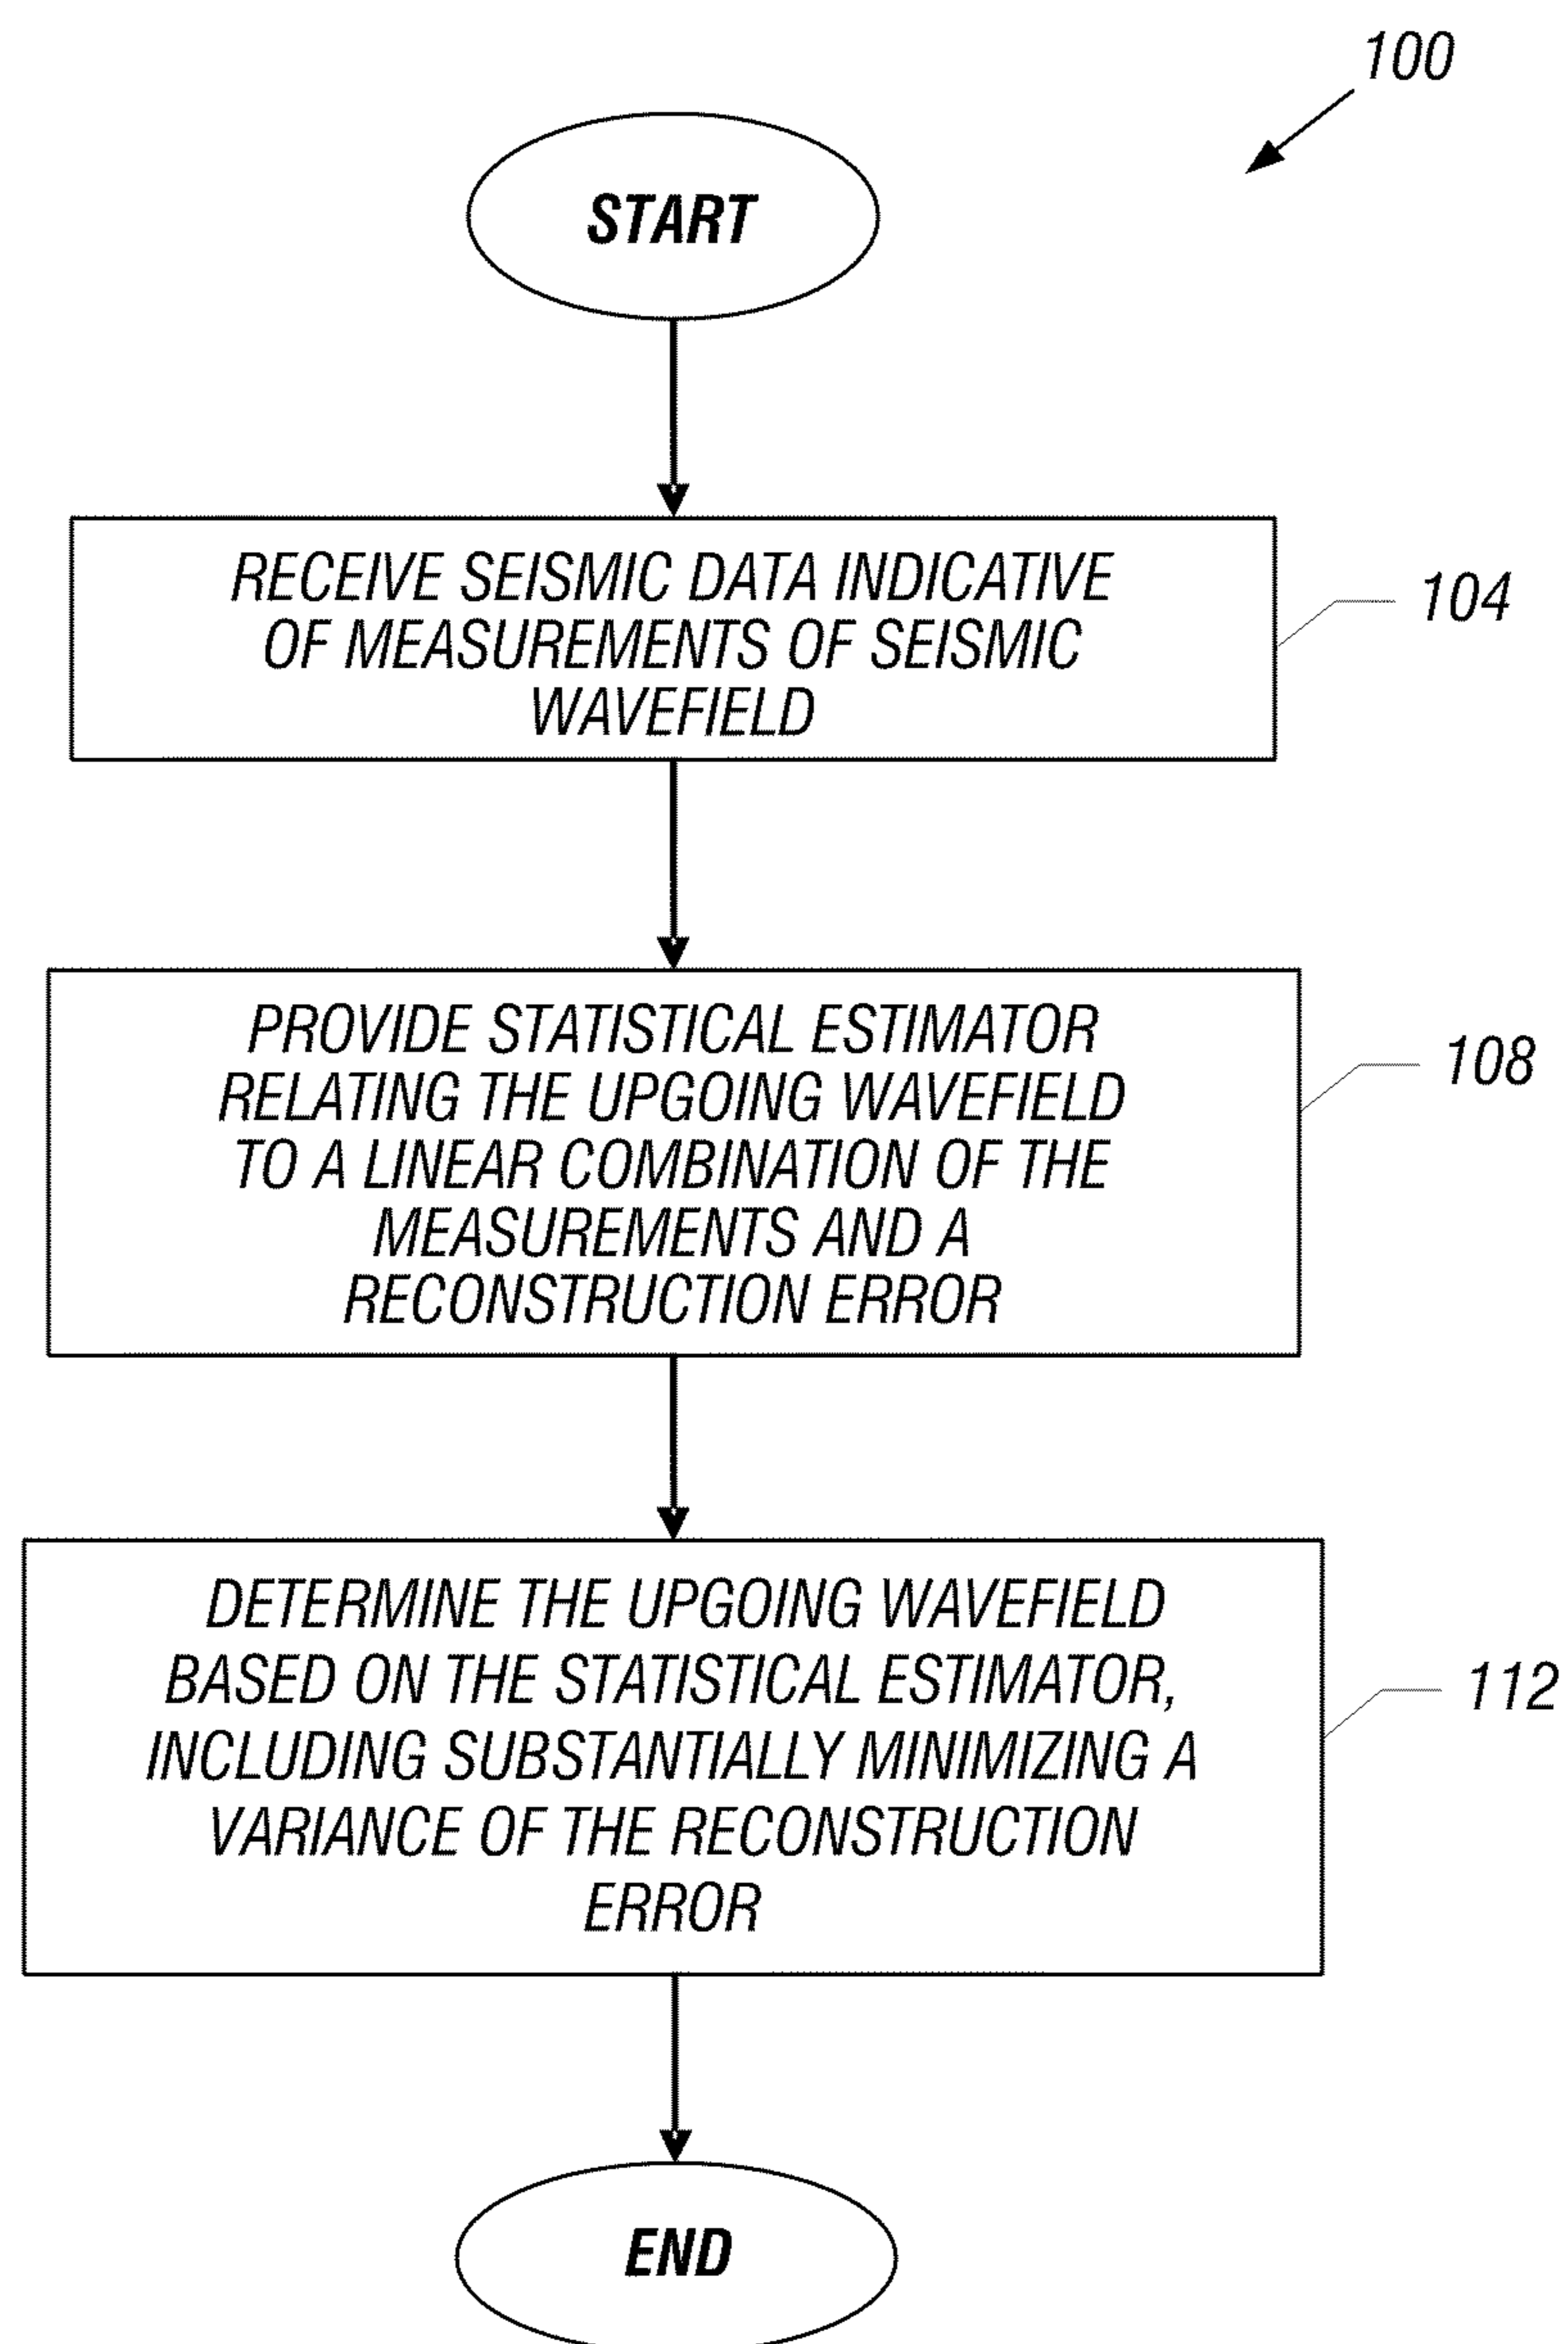 100
START
RECEIVE SEISMIC DATA INDICATIVE
OF MEASUREMENTS OF SEISMIC
WAVEFIELD
104
PROVIDE STATISTICAL ESTIMATOR
RELATING THE UPGOING WAVEFIELD
TO A LINEAR COMBINATION OF THE
MEASUREMENTS AND A
RECONSTRUCTION ERROR
108
DETERMINE THE UPGOING WAVEFIELD
BASED ON THE STATISTICAL ESTIMATOR,
INCLUDING SUBSTANTIALLY MINIMIZING A
VARIANCE OF THE RECONSTRUCTION
ERROR
112
END